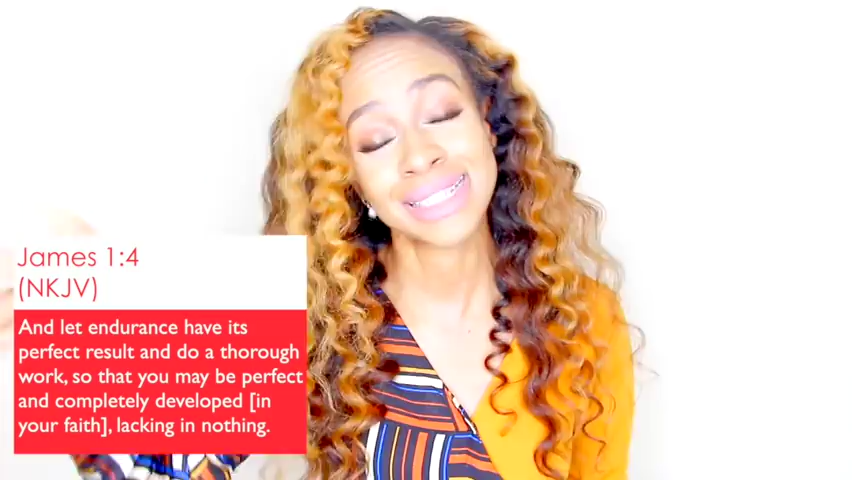 James 1:4
(NKJV)
And let endurance have its
perfect result and do a thorough
work, so that you may be perfect
and completely developed [in
your faith], lacking in nothing.